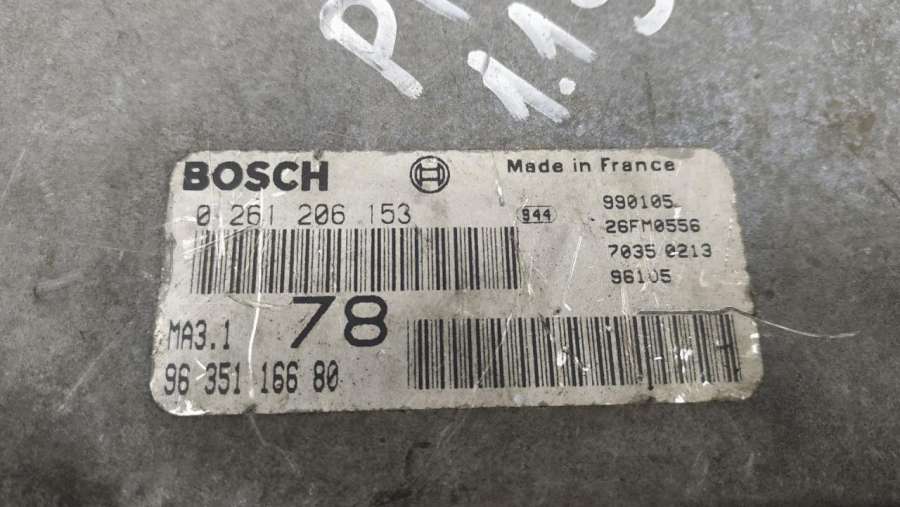 BOSCH
Made in France
0 261 206 153
944
990105
26FM0556
7035 0213
96105
78
MA3.1
96 351 166 80